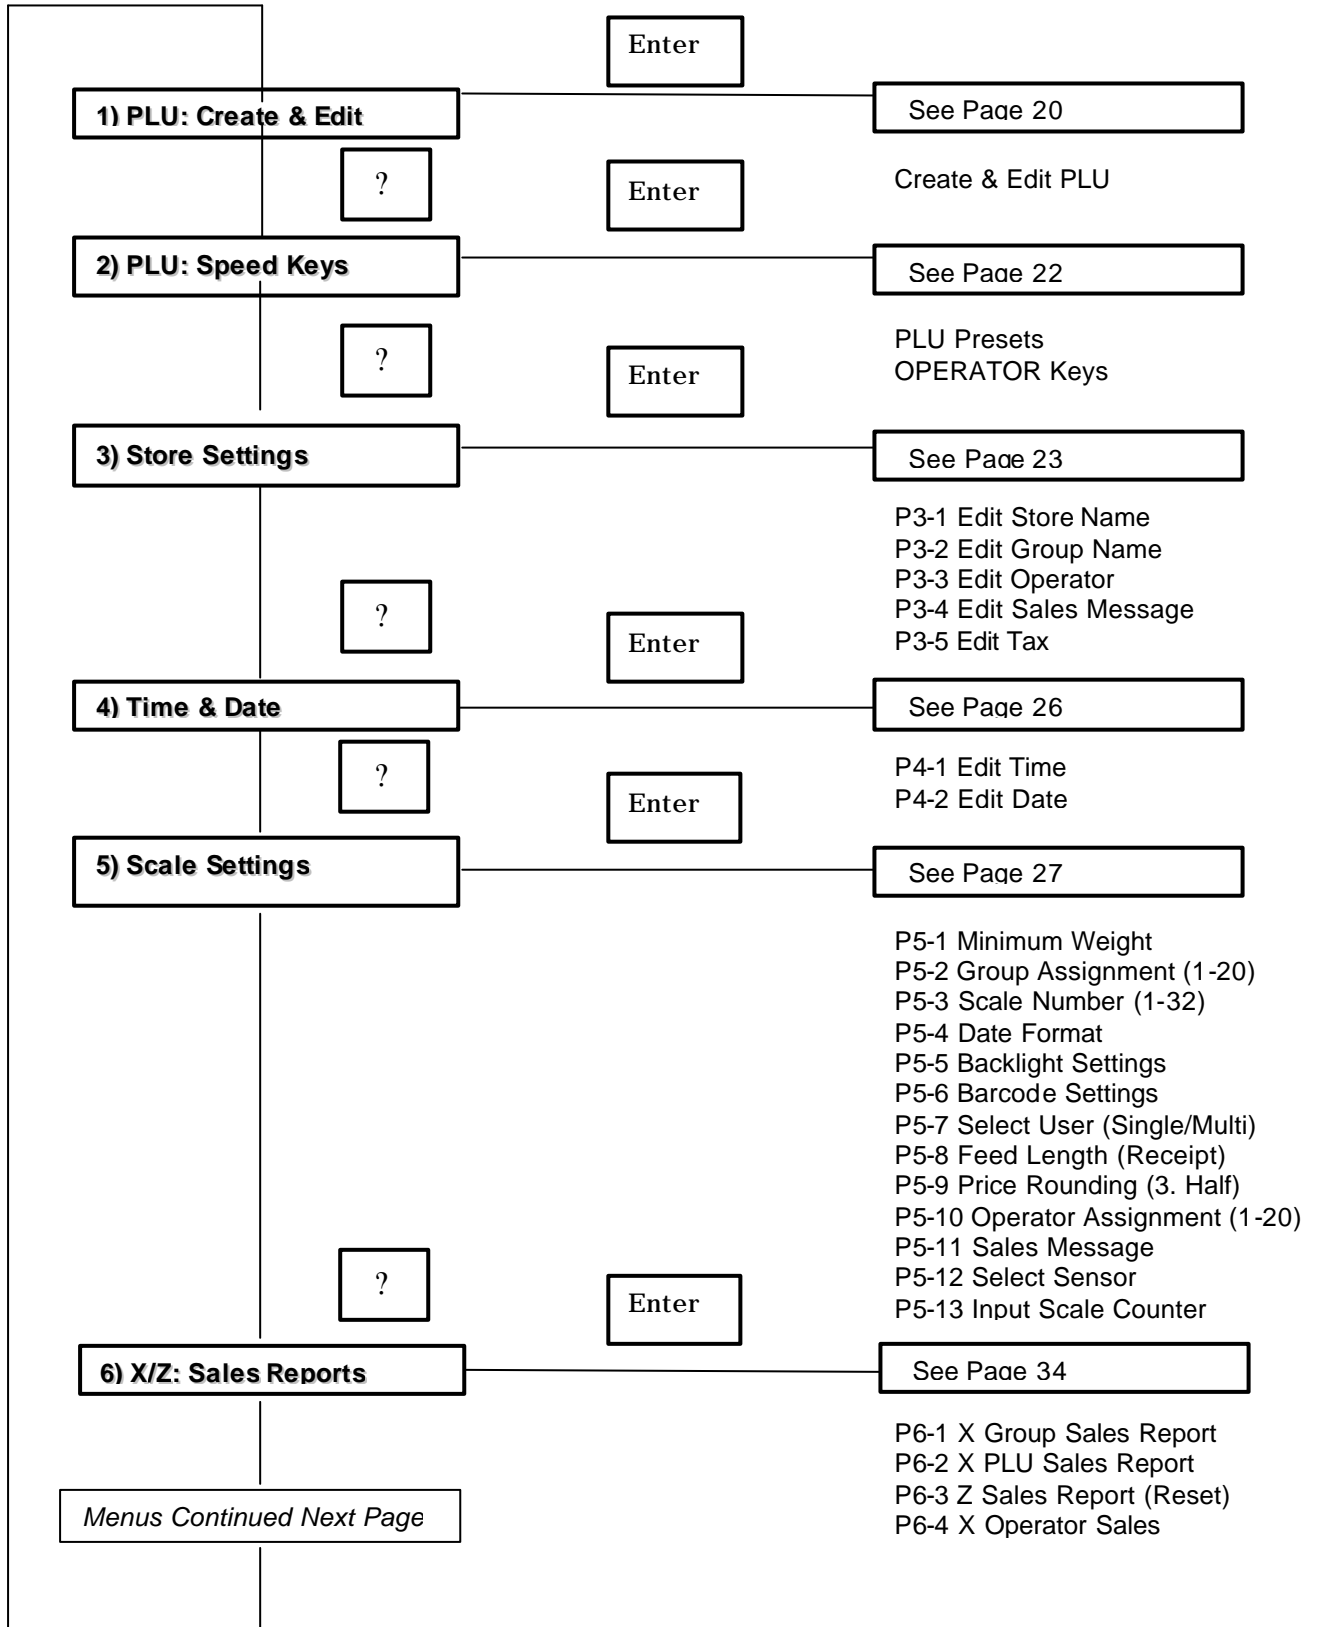 Enter
1) PLU: Create & Edit
See Page 20
?
Enter
Create & Edit PLU
2) PLU: Speed Keys
See Page 22
?
Enter
PLU Presets
OPERATOR Keys
3) Store Settings
See Page 23
P3-1 Edit Store Name
P3-2 Edit Group Name
P3-3 Edit Operator
P3-4 Edit Sales Message
P3-5 Edit Tax
?
Enter
4) Time & Date
See Page 26
?
Enter
P4-1 Edit Time
P4-2 Edit Date
5) Scale Settings
See Page 27
P5-1 Minimum Weight
P5-2 Group Assignment (1-20)
P5-3 Scale Number (1-32)
P5-4 Date Format
P5-5 Backlight Settings
P5-6 Barcode Settings
P5-7 Select User (Single/Multi)
P5-8 Feed Length (Receipt)
P5-9 Price Rounding (3. Half)
P5-10 Operator Assignment (1-20)
P5-11 Sales Message
P5-12 Select Sensor
P5-13 Input Scale Counter
?
Enter
6) X/Z: Sales Reports
See Page 34
P6-1 X Group Sales Report
P6-2 X PLU Sales Report
P6-3 Z Sales Report (Reset)
P6-4 X Operator Sales
Menus Continued Next Page